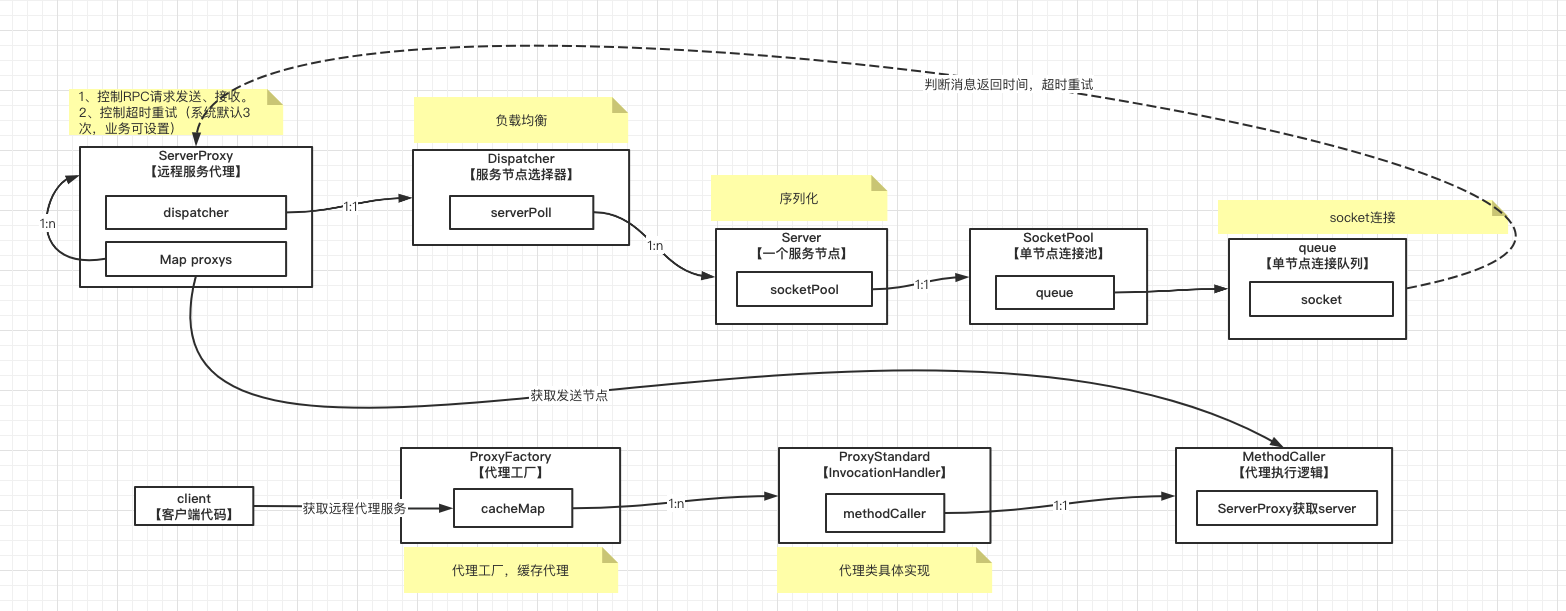 判断消息返回时间，超时重试
1、控制RPC请求发送、接收。
2、控制超时重试（系统默认3
次，业务可设置）
负载均衡
ServerProxy
【远程服务代理】
dispatcher
Map proxys
1:n
1:1
Dispatcher
【服务节点选择器】
serverPoll
1:n
序列化
Server
【一个服务节点】
socketPool
1:1
SocketPool
【单节点连接池】
queue
socket连接
queue
【单节点连接队列】
socket
获取发送节点
client
【客户端代码】
获取远程代理服务
ProxyFactory
【代理工厂】
cacheMap
1:n
代理工厂，缓存代理
ProxyStandard
【InvocationHandler】
methodCaller
1:1
代理类具体实现
MethodCaller
【代理执行逻辑】
ServerProxy获取server